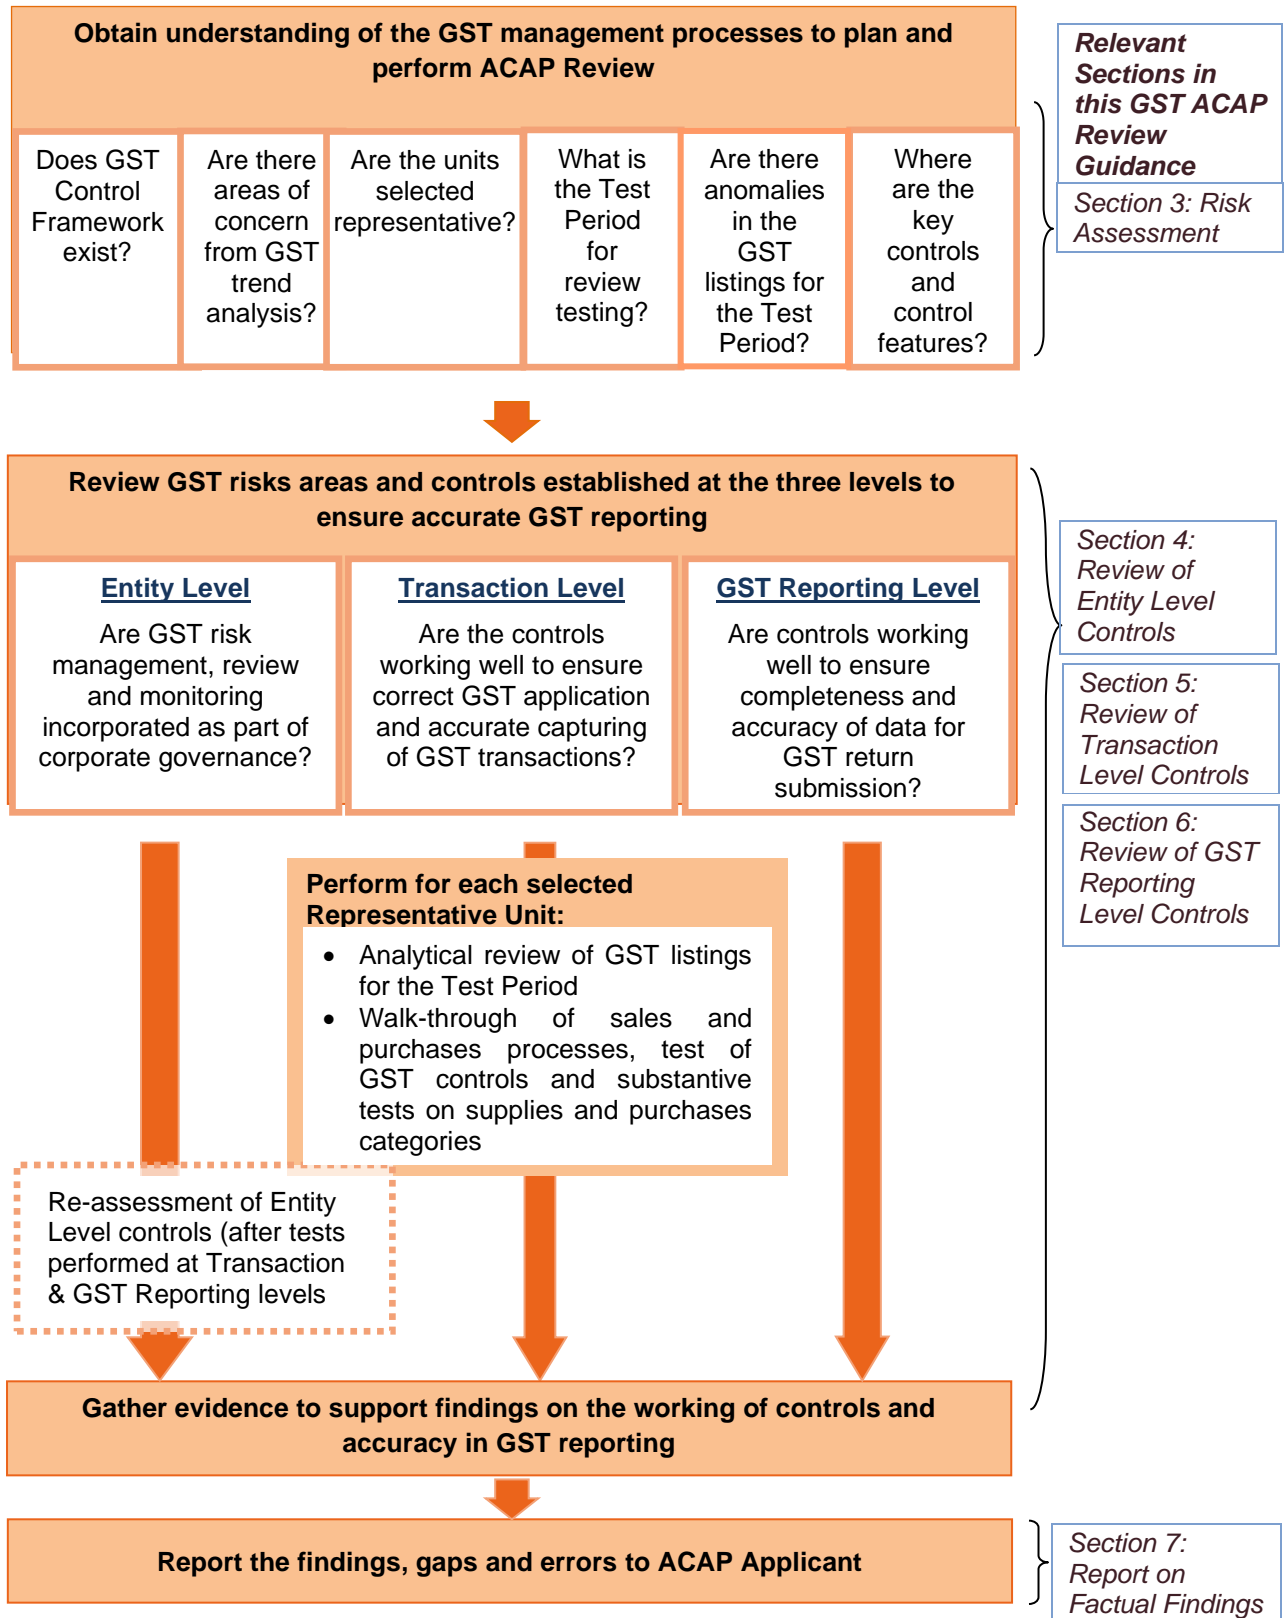 Obtain understanding of the GST management processes to plan and
perform ACAP Review
Does GST
Control
Framework
exist?
Are there
areas of
concern
from GST
trend
analysis?
Are the units
selected
representative?
What is
the Test
Period
for
review
testing?
Are there
anomalies
in the
GST
listings for
the Test
Period?
Where
are the
key
controls
and
control
features?
Relevant
Sections in
this GST ACAP
Review
Guidance
Section 3: Risk
Assessment
Review GST risks areas and controls established at the three levels to
ensure accurate GST reporting
Entity Level
Are GST risk
management, review
and monitoring
incorporated as part of
corporate governance?
Transaction Level
Are the controls
working well to ensure
correct GST application
and accurate capturing
of GST transactions?
GST Reporting Level
Are controls working
well to ensure
completeness and
accuracy of data for
GST return
submission?
Section 4:
Review of
Entity Level
Controls
Section 5:
Review of
Transaction
Level Controls
Section 6:
Review of GST
Reporting
Level Controls
Perform for each selected
Representative Unit:
• Analytical review of GST listings
for the Test Period
• Walk-through of sales and
purchases processes, test of
GST controls and substantive
tests on supplies and purchases
categories
Re-assessment of Entity
Level controls (after tests
performed at Transaction
& GST Reporting levels
Gather evidence to support findings on the working of controls and
accuracy in GST reporting
Report the findings, gaps and errors to ACAP Applicant
Section 7:
Report on
Factual Findings